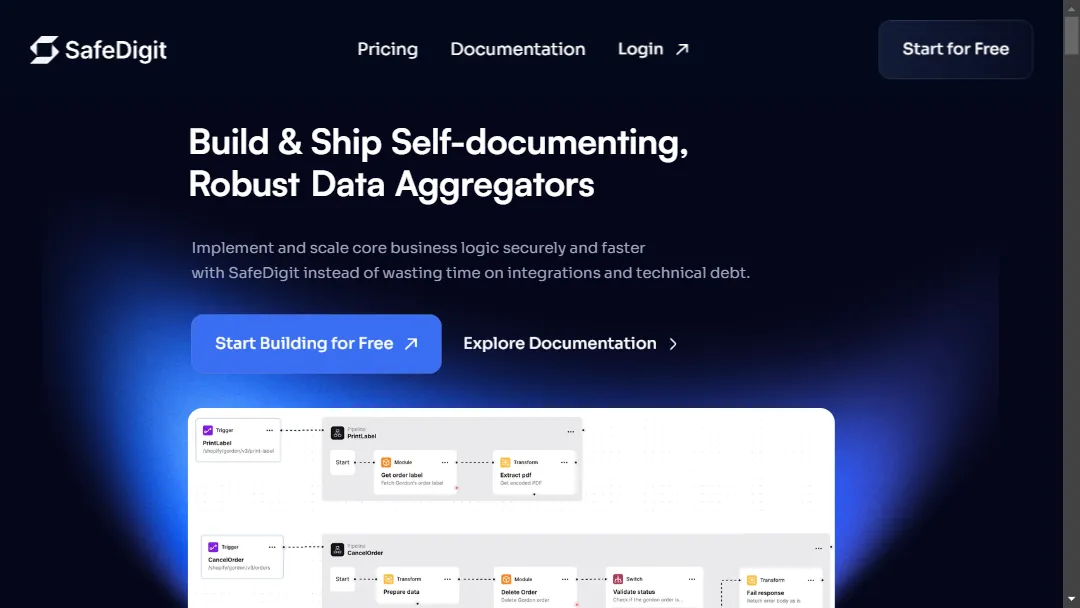 SafeDigit
Pricing
Documentation
Login
Start for Free
Build & Ship Self-documenting,
Robust Data Aggregators
Implement and scale core business logic securely and faster
with SafeDigit instead of wasting time on integrations and technical debt.
Start Building for Free
Explore Documentation
Trigger
PrintLabel
/shopify/gordon/v3/print-label
Pipeline
PrintLabel
Start
Module
Get order label
Fetch Gordon's order label
Transform
Extract pdf
Get encoded PDF
Trigger
CancelOrder
/shopify/gordon/v3/orders
Pipeline
CancelOrder
Start
Transform
Prepare data
Module
Delete Order
Delete Gordon order
Switch
Validate status
Check if the gordon order is...
Transform
Fail response
Return error body as is